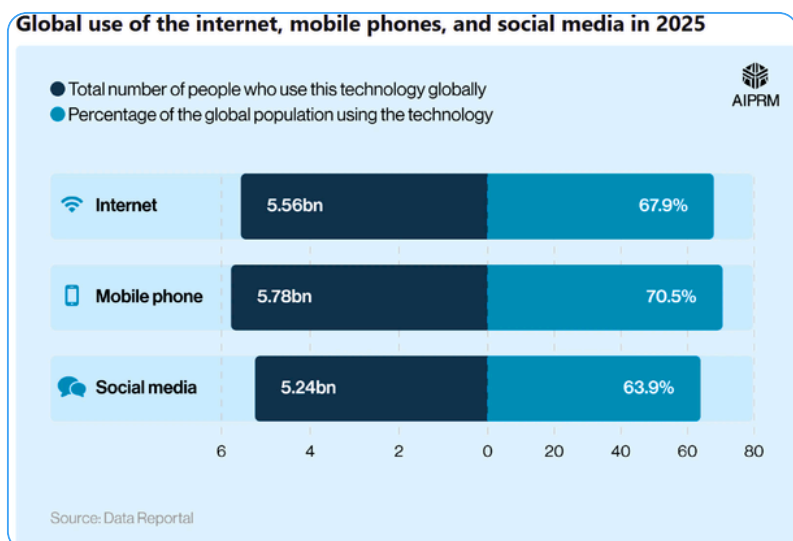 Global use of the internet, mobile phones, and social media in 2025
Total number of people who use this technology globally
Percentage of the global population using the technology
AIPRM
Internet 5.56bn 67.9%
Mobile phone 5.78bn 70.5%
Social media 5.24bn 63.9%
6 4 2 0 20 40 60 80
Source: Data Reportal